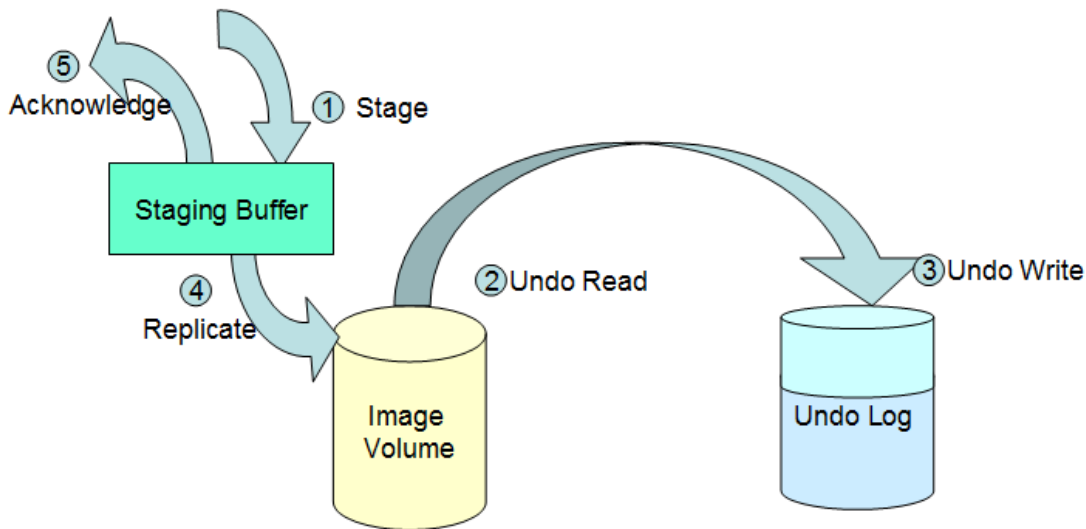 5
Acknowledge
1 Stage
Staging Buffer
4
Replicate
2 Undo Read
3 Undo Write
Image
Volume
Undo Log